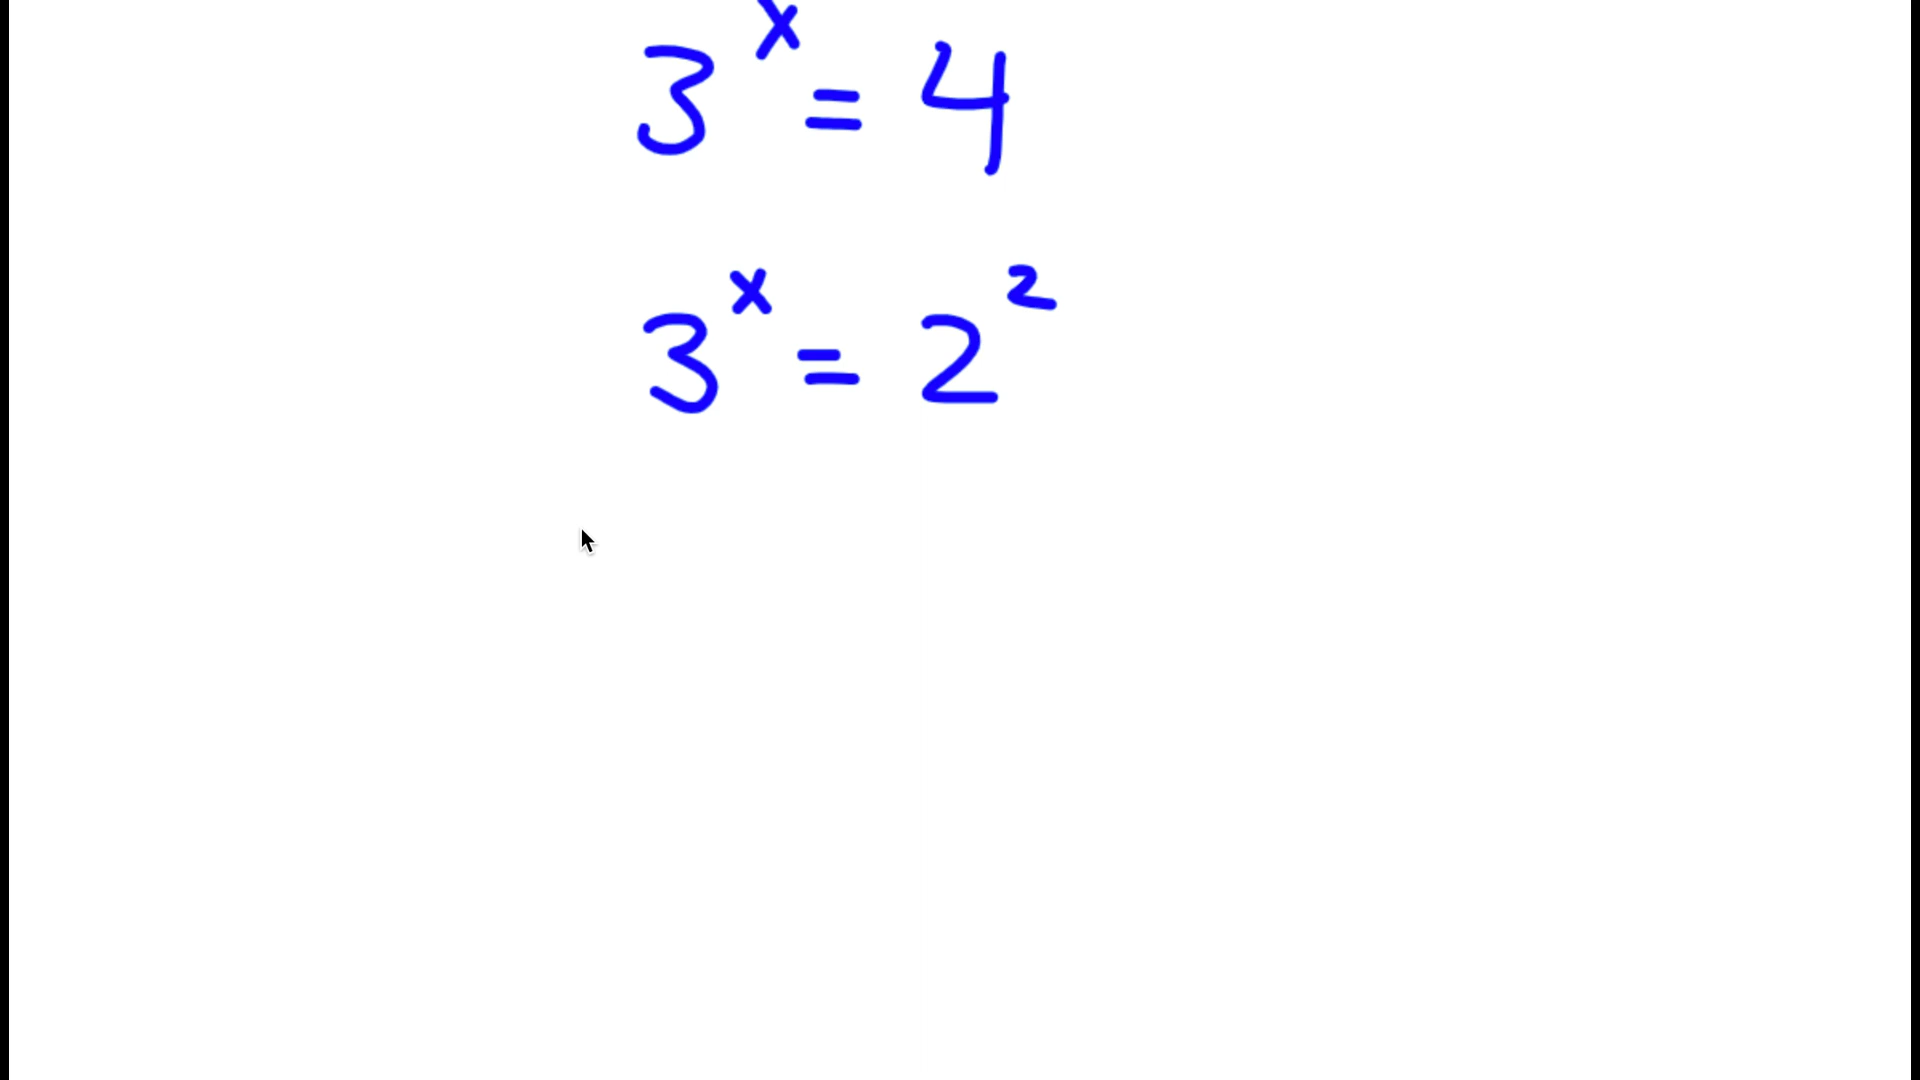 3^x = 4
3^x = 2^2